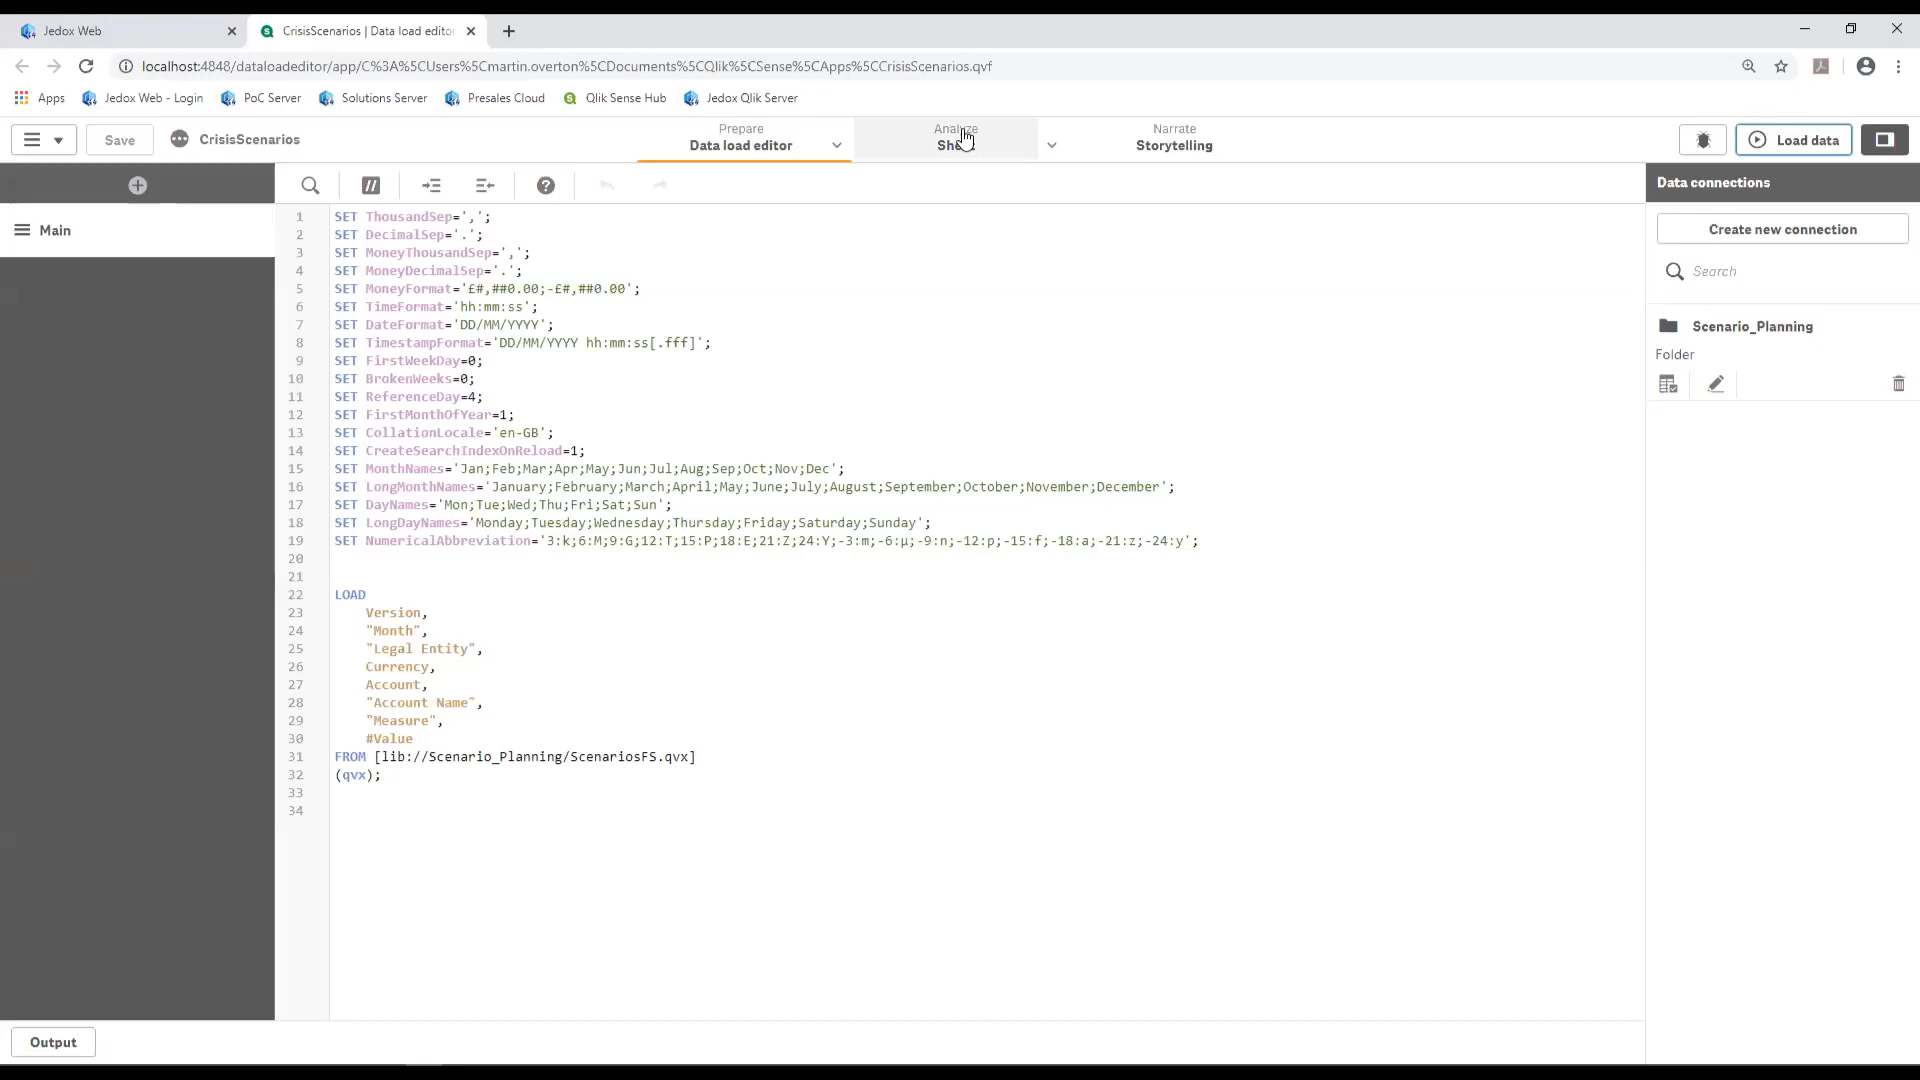 Jedox Web
CrisisScenarios | Data load edito
localhost:4848/dataloadeditor/app/C%3A%5CUsers%5Cmartin.overton%5CDocuments%5CQlik%5CSense%5CApps%5CCrisisScenarios.qvf
Apps Jedox Web - Login PoC Server Solutions Server Presales Cloud Qlik Sense Hub Jedox Qlik Server
Save CrisisScenarios
Prepare
Data load editor
Analyze
Narrate
Storytelling
Load data
Data connections
Create new connection
Search
Scenario_Planning
Folder
Main
1 SET ThousandSep=',';
2 SET DecimalSep='.';
3 SET MoneyThousandSep=',';
4 SET MoneyDecimalSep='.';
5 SET MoneyFormat='£#,##0.00;-£#,##0.00';
6 SET TimeFormat='hh:mm:ss';
7 SET DateFormat='DD/MM/YYYY';
8 SET TimestampFormat='DD/MM/YYYY hh:mm:ss[.fff]';
9 SET FirstWeekDay=0;
10 SET BrokenWeeks=0;
11 SET ReferenceDay=4;
12 SET FirstMonthOfYear=1;
13 SET CollationLocale='en-GB';
14 SET CreateSearchIndexOnReload=1;
15 SET MonthNames='Jan;Feb;Mar;Apr;May;Jun;Jul;Aug;Sep;Oct;Nov;Dec';
16 SET LongMonthNames='January;February;March;April;May;June;July;August;September;October;November;December';
17 SET DayNames='Mon;Tue;Wed;Thu;Fri;Sat;Sun';
18 SET LongDayNames='Monday;Tuesday;Wednesday;Thursday;Friday;Saturday;Sunday';
19 SET NumericalAbbreviation='3:k;6:M;9:G;12:T;15:P;18:E;21:Z;24:Y;-3:m;-6:μ;-9:n;-12:p;-15:f;-18:a;-21:z;-24:y';
20
21
22 LOAD
23 Version,
24 "Month",
25 "Legal Entity",
26 Currency,
27 Account,
28 "Account Name",
29 "Measure",
30 #Value
31 FROM [lib://Scenario_Planning/ScenariosFS.qvx]
32 (qvx);
33
34
Output